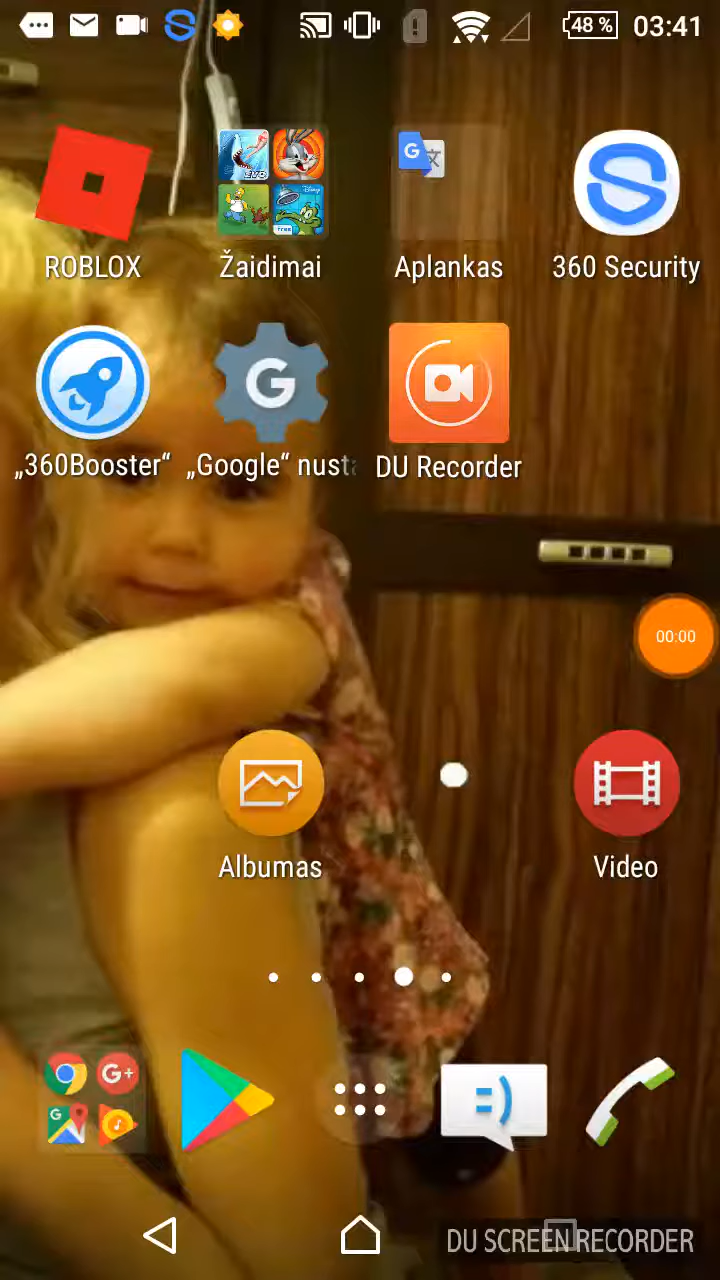 48 % 03:41
ROBLOX Žaidimai Aplankas 360 Security
„360Booster“ „Google“ nusta DU Recorder
00:00
Albumas Video
DU SCREEN RECORDER